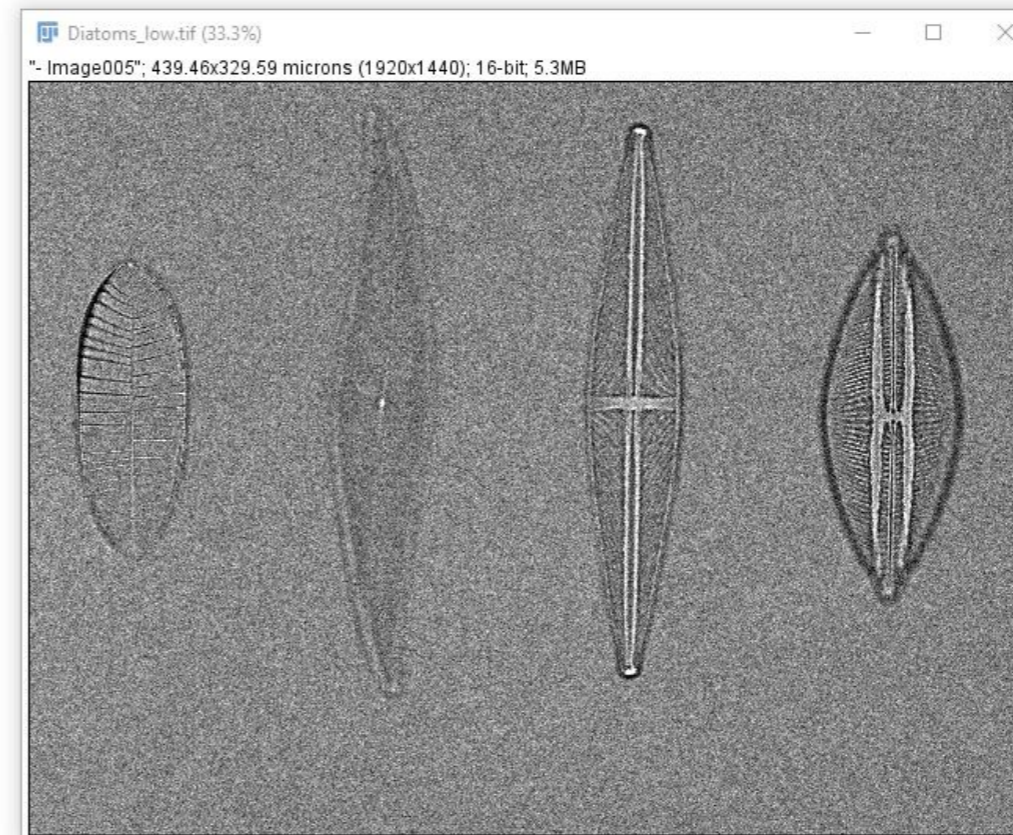 Diatoms_low.tif (33.3%)
"- Image005"; 439.46x329.59 microns (1920x1440); 16-bit; 5.3MB